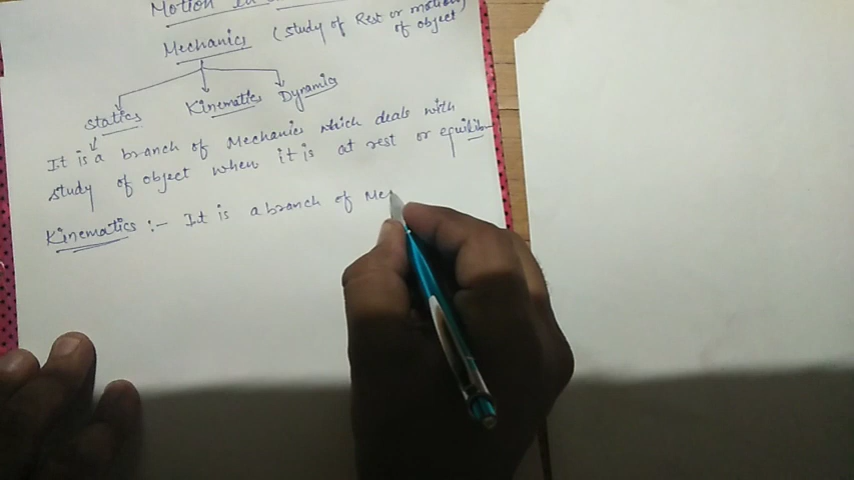 Motion in
Mechanics (study of Rest or motion
of object)
statics Kinematics Dynamics
It is a branch of Mechanics which deals with
study of object when it is at rest or equilib
Kinematics :- It is a branch of Me